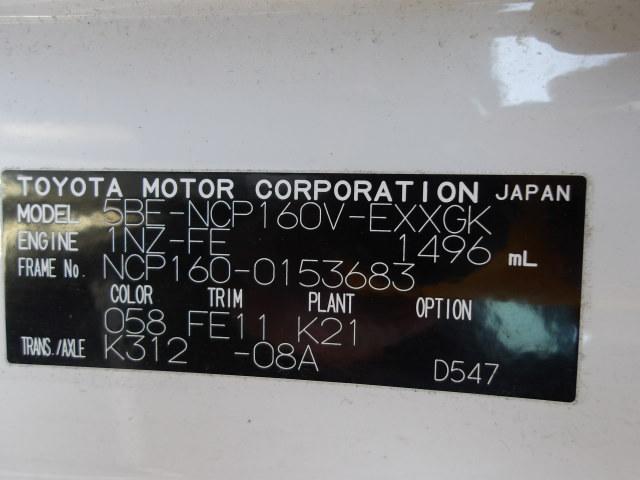 TOYOTA MOTOR CORPORATION JAPAN
MODEL 5BE-NCP160V-EXXGK
ENGINE 1NZ-FE 1496 mL
FRAME No. NCP160-0153683
COLOR TRIM PLANT OPTION
058 FE11 K21
TRANS./AXLE K312 -08A
D547